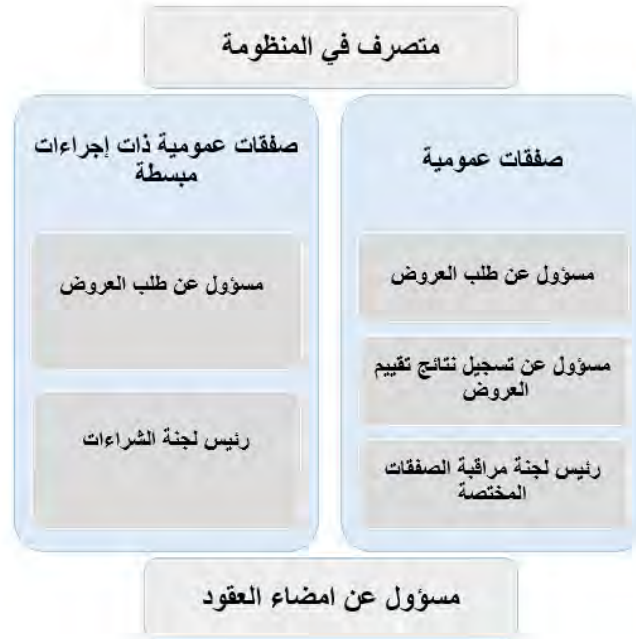 متصرف في المنظومة
صفقات عمومية
مسؤول عن طلب العروض
مسؤول عن تسجيل نتائج تقييم
العروض
رئيس لجنة مراقبة الصفقات
المختصة
صفقات عمومية ذات إجراءات
مبسطة
مسؤول عن طلب العروض
رئيس لجنة الشراءات
مسؤول عن امضاء العقود